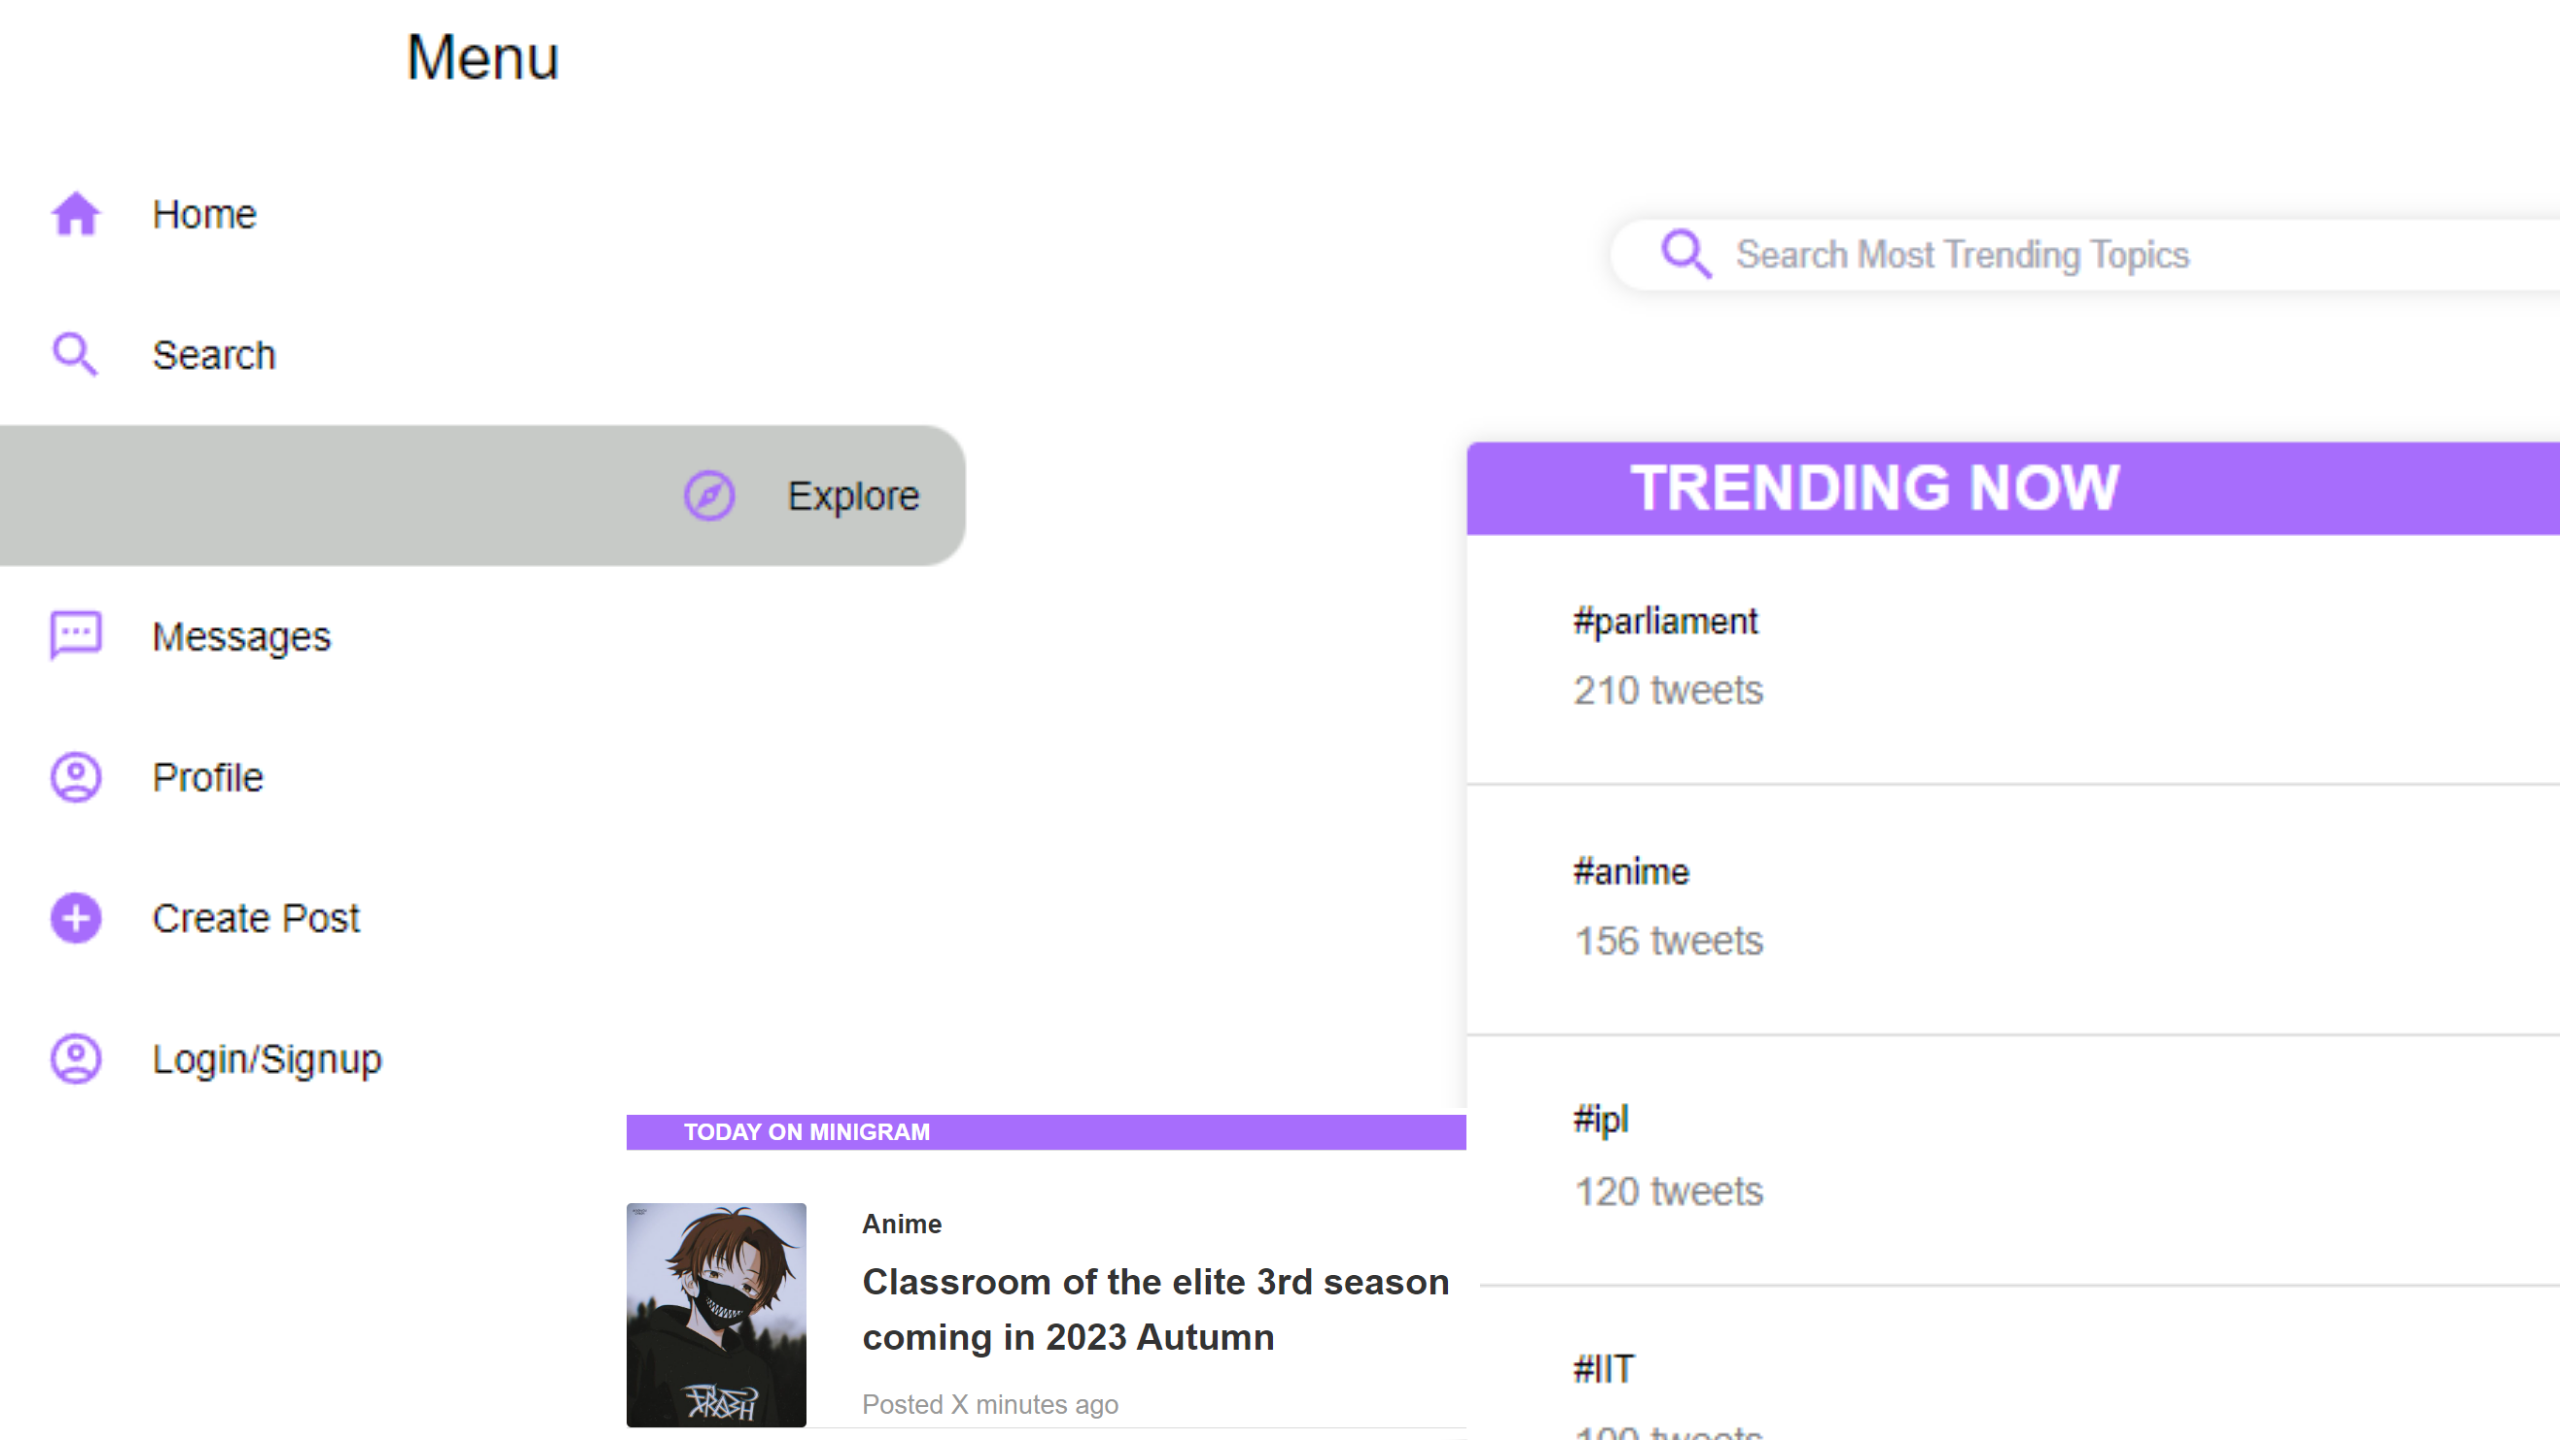 Menu
Home
Search
Explore
Messages
Profile
Create Post
Login/Signup
Search Most Trending Topics
TRENDING NOW
#parliament
210 tweets
#anime
156 tweets
#ipl
120 tweets
#IIT
100 tweets
TODAY ON MINIGRAM
Anime
Classroom of the elite 3rd season
coming in 2023 Autumn
Posted X minutes ago